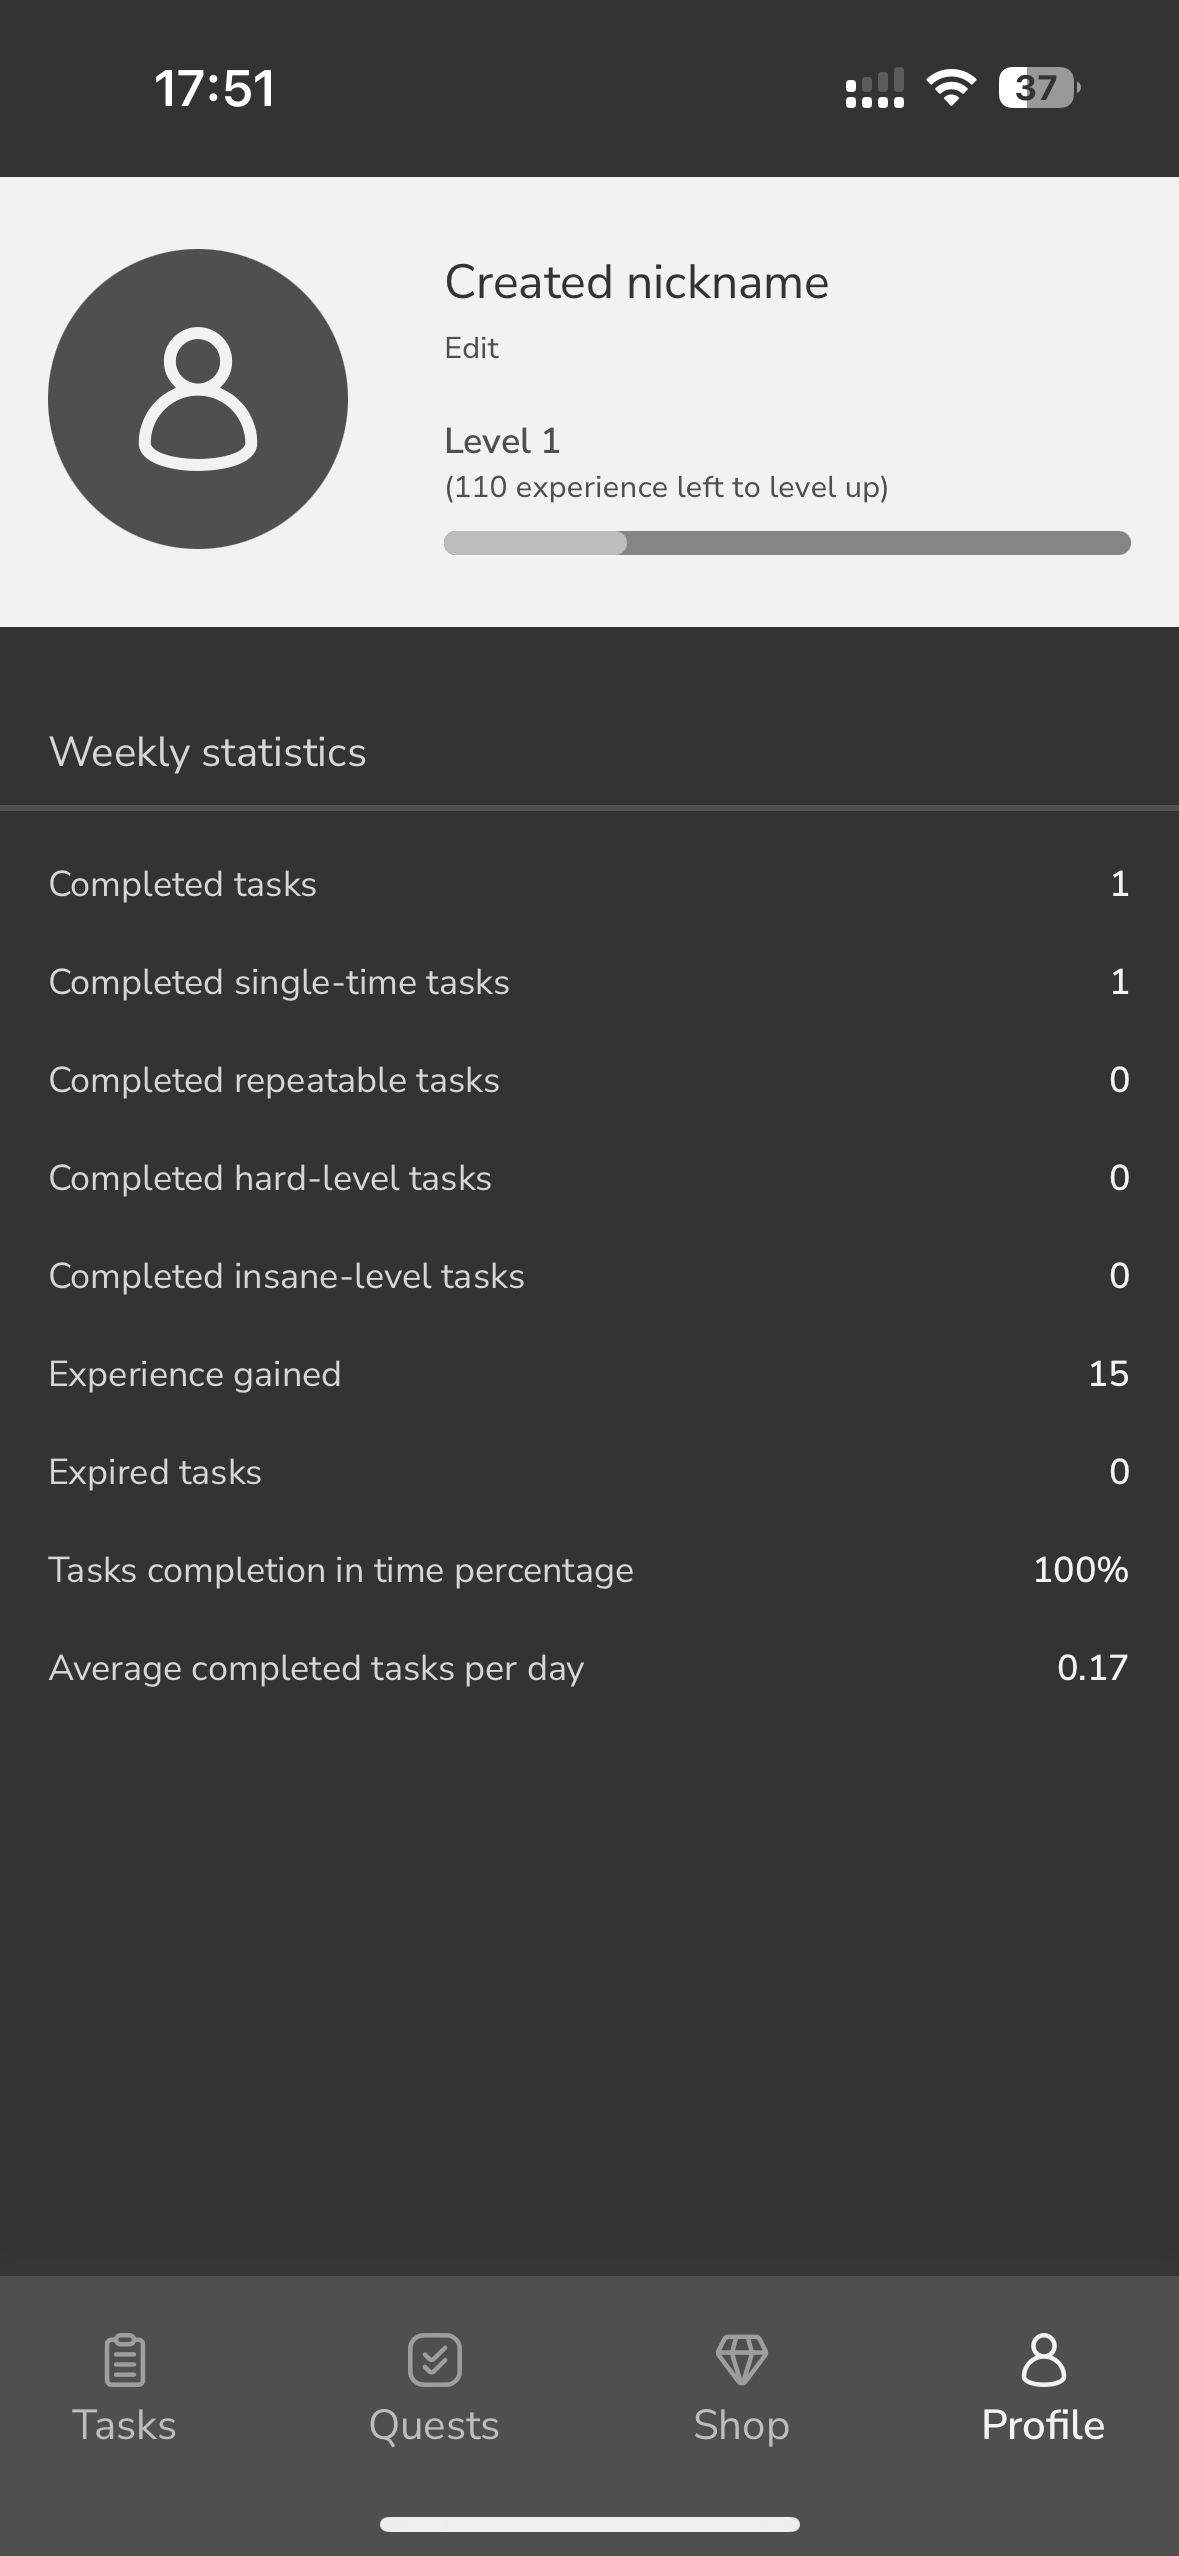 17:51
37
Created nickname
Edit
Level 1
(110 experience left to level up)
Weekly statistics
Completed tasks 1
Completed single-time tasks 1
Completed repeatable tasks 0
Completed hard-level tasks 0
Completed insane-level tasks 0
Experience gained 15
Expired tasks 0
Tasks completion in time percentage 100%
Average completed tasks per day 0.17
Tasks Quests Shop Profile